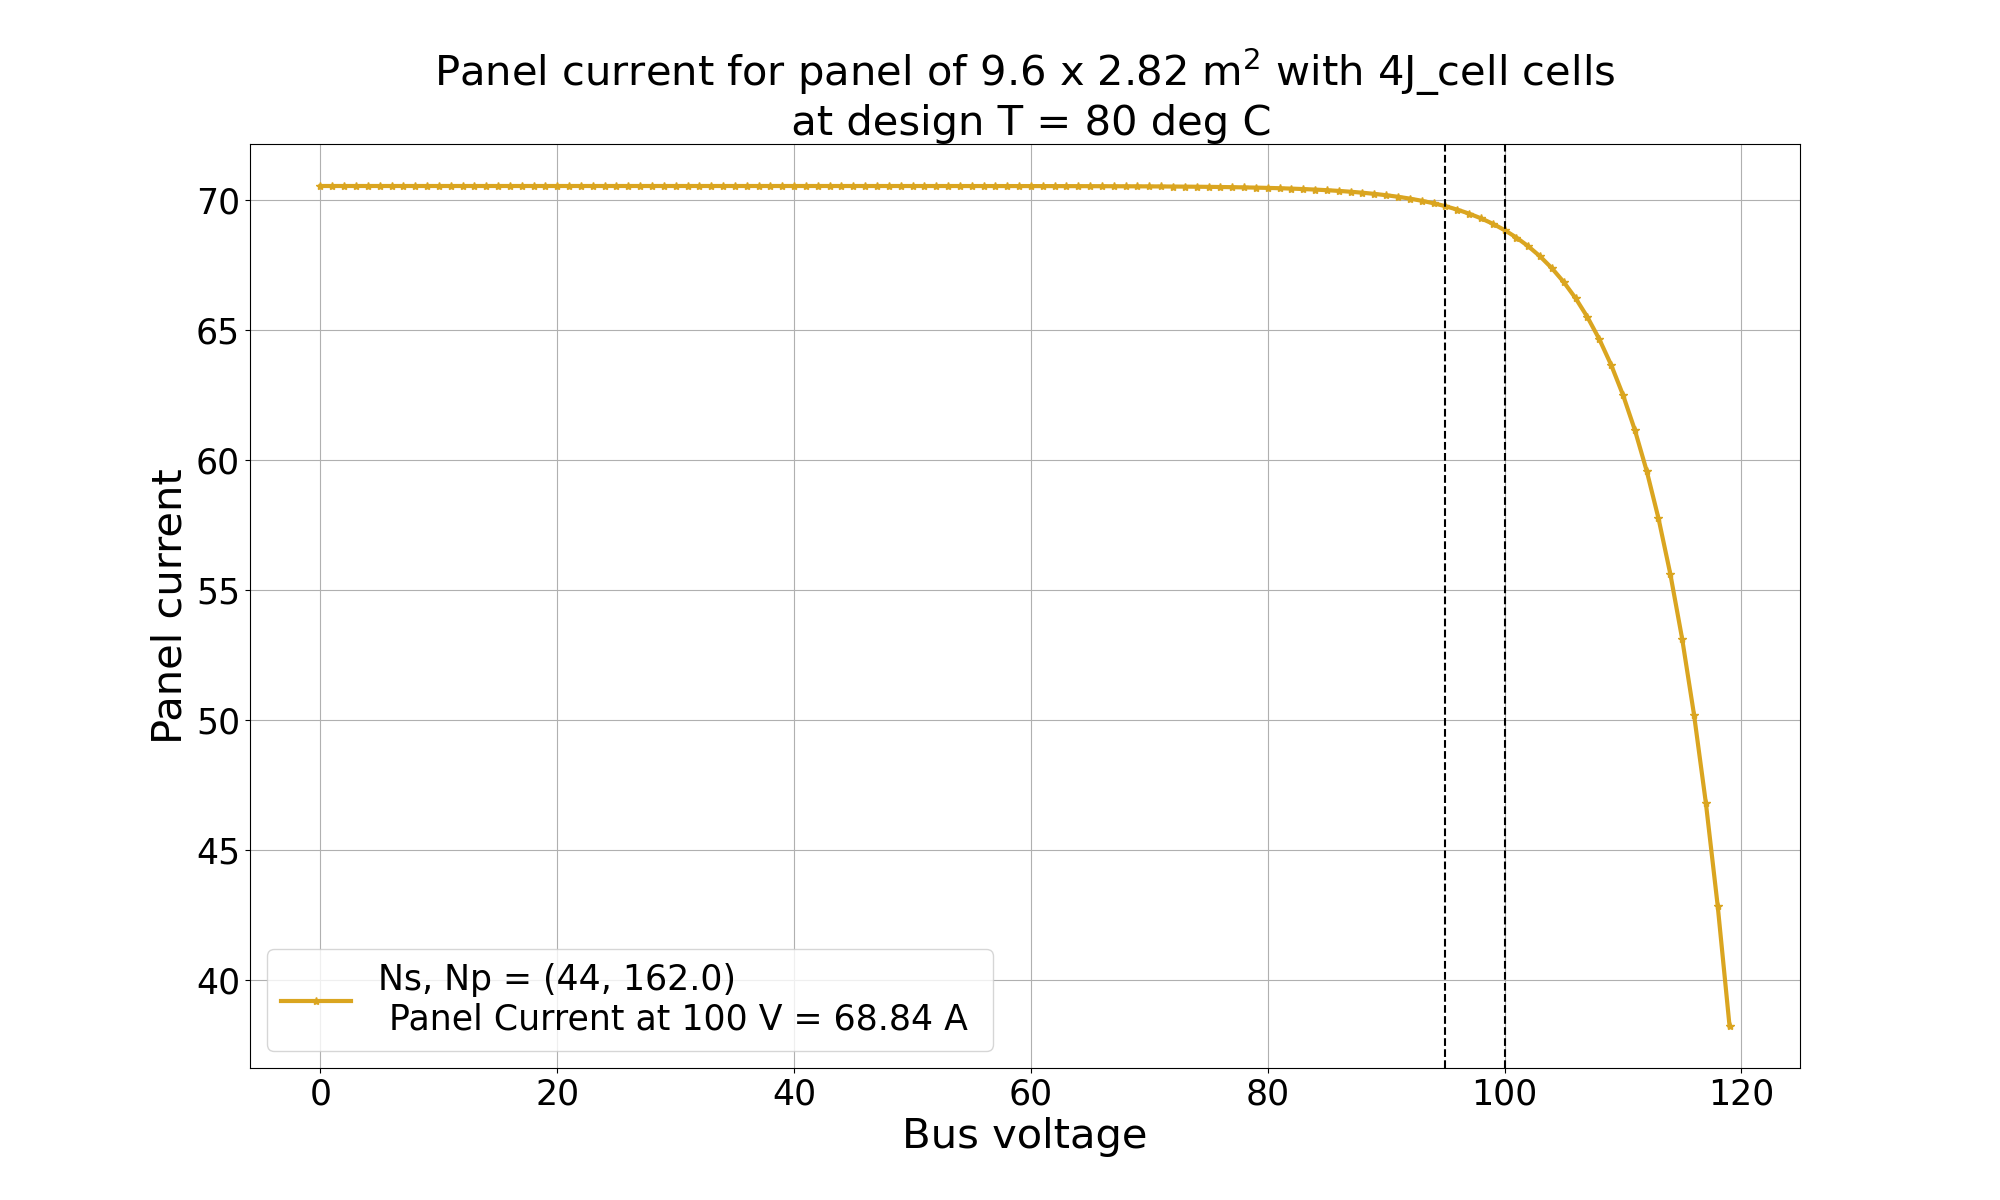 Panel current for panel of 9.6 x 2.82 m² with 4J_cell cells
at design T = 80 deg C
Panel current
70
65
60
55
50
45
40
Ns, Np = (44, 162.0)
Panel Current at 100 V = 68.84 A
0 20 40 60 80 100 120
Bus voltage